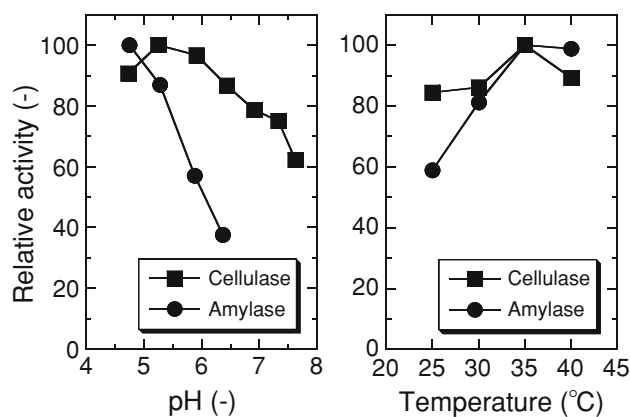 Relative activity (-)
100
80
60
40
20
0
4 5 6 7 8
pH (-)
Cellulase
Amylase
100
80
60
40
20
0
20 25 30 35 40 45
Temperature (°C)
Cellulase
Amylase